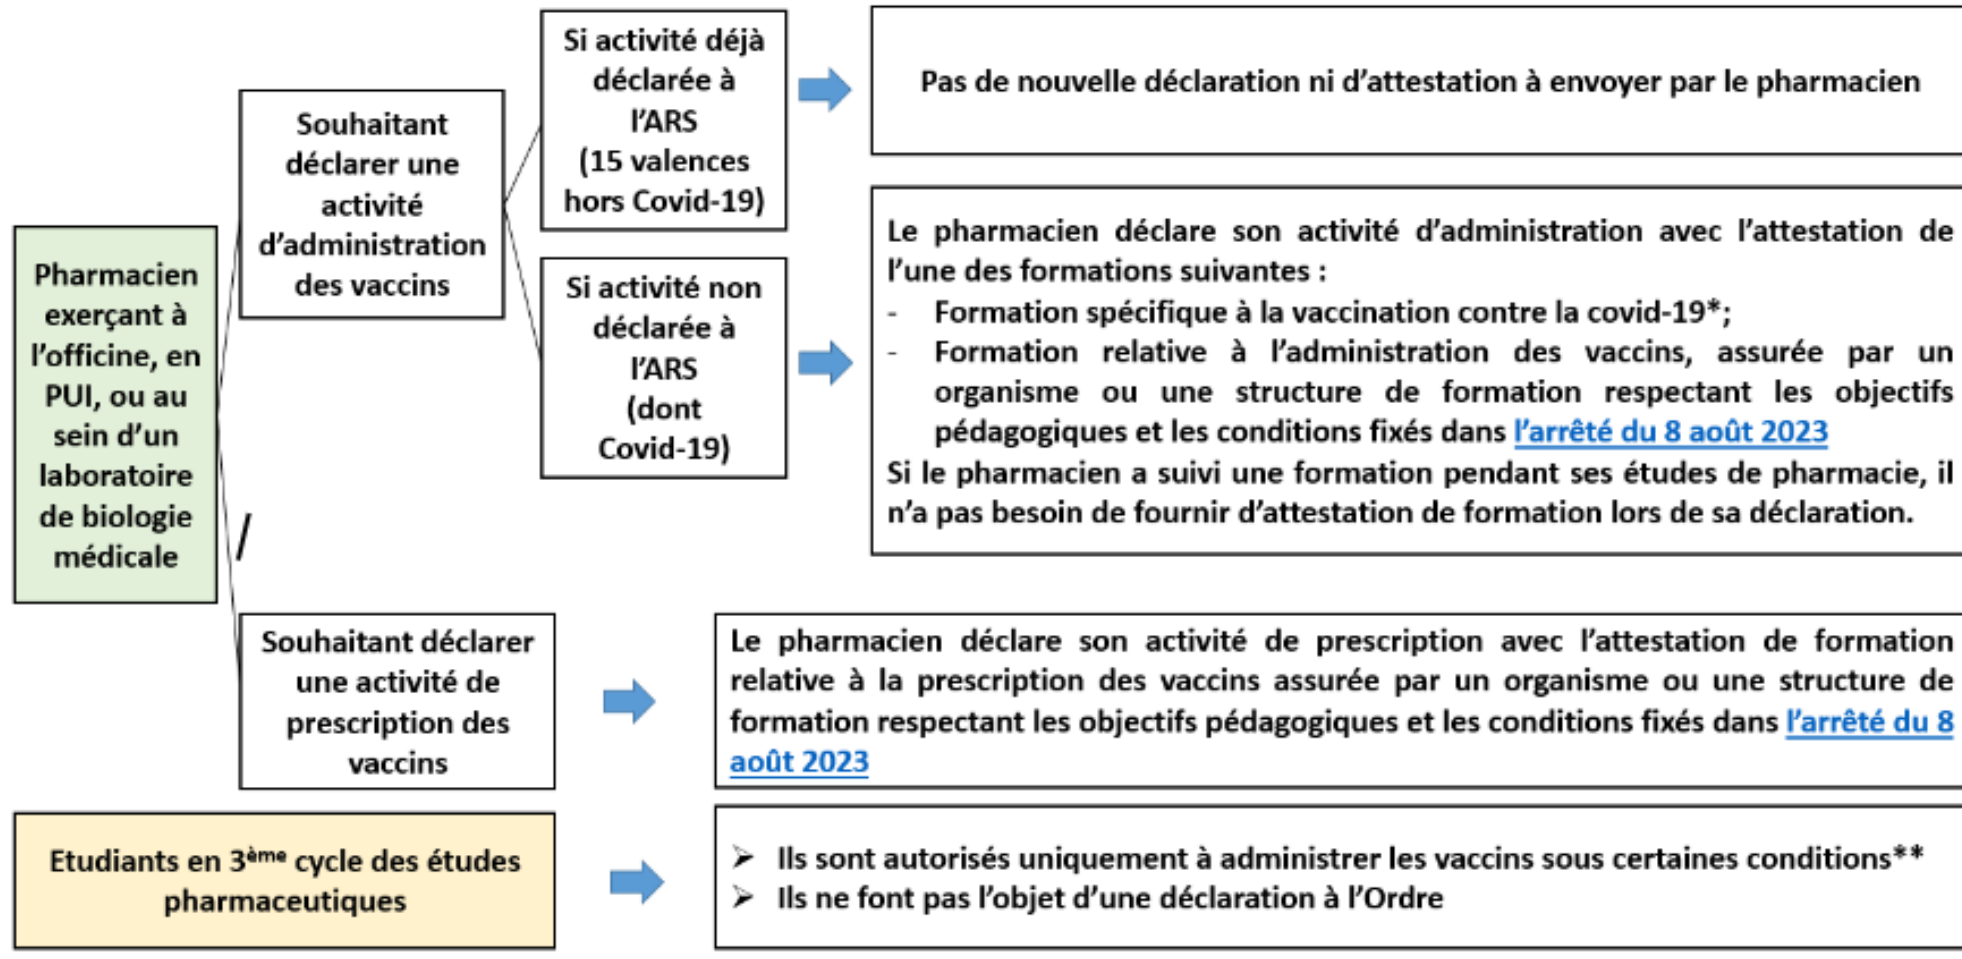 Pharmacien
exerçant à
l’officine, en
PUI, ou au
sein d’un
laboratoire
de biologie
médicale
/
Souhaitant
déclarer une
activité
d’administration
des vaccins
Si activité déjà
déclarée à
l’ARS
(15 valences
hors Covid-19)
Pas de nouvelle déclaration ni d’attestation à envoyer par le pharmacien
Si activité non
déclarée à
l’ARS
(dont
Covid-19)
Le pharmacien déclare son activité d’administration avec l’attestation de
l’une des formations suivantes :
- Formation spécifique à la vaccination contre la covid-19*;
- Formation relative à l’administration des vaccins, assurée par un
organisme ou une structure de formation respectant les objectifs
pédagogiques et les conditions fixés dans l’arrêté du 8 août 2023
Si le pharmacien a suivi une formation pendant ses études de pharmacie, il
n’a pas besoin de fournir d’attestation de formation lors de sa déclaration.
Souhaitant déclarer
une activité de
prescription des
vaccins
Le pharmacien déclare son activité de prescription avec l’attestation de formation
relative à la prescription des vaccins assurée par un organisme ou une structure de
formation respectant les objectifs pédagogiques et les conditions fixés dans l’arrêté du 8
août 2023
Etudiants en 3ème cycle des études
pharmaceutiques
➢ Ils sont autorisés uniquement à administrer les vaccins sous certaines conditions**
➢ Ils ne font pas l’objet d’une déclaration à l’Ordre